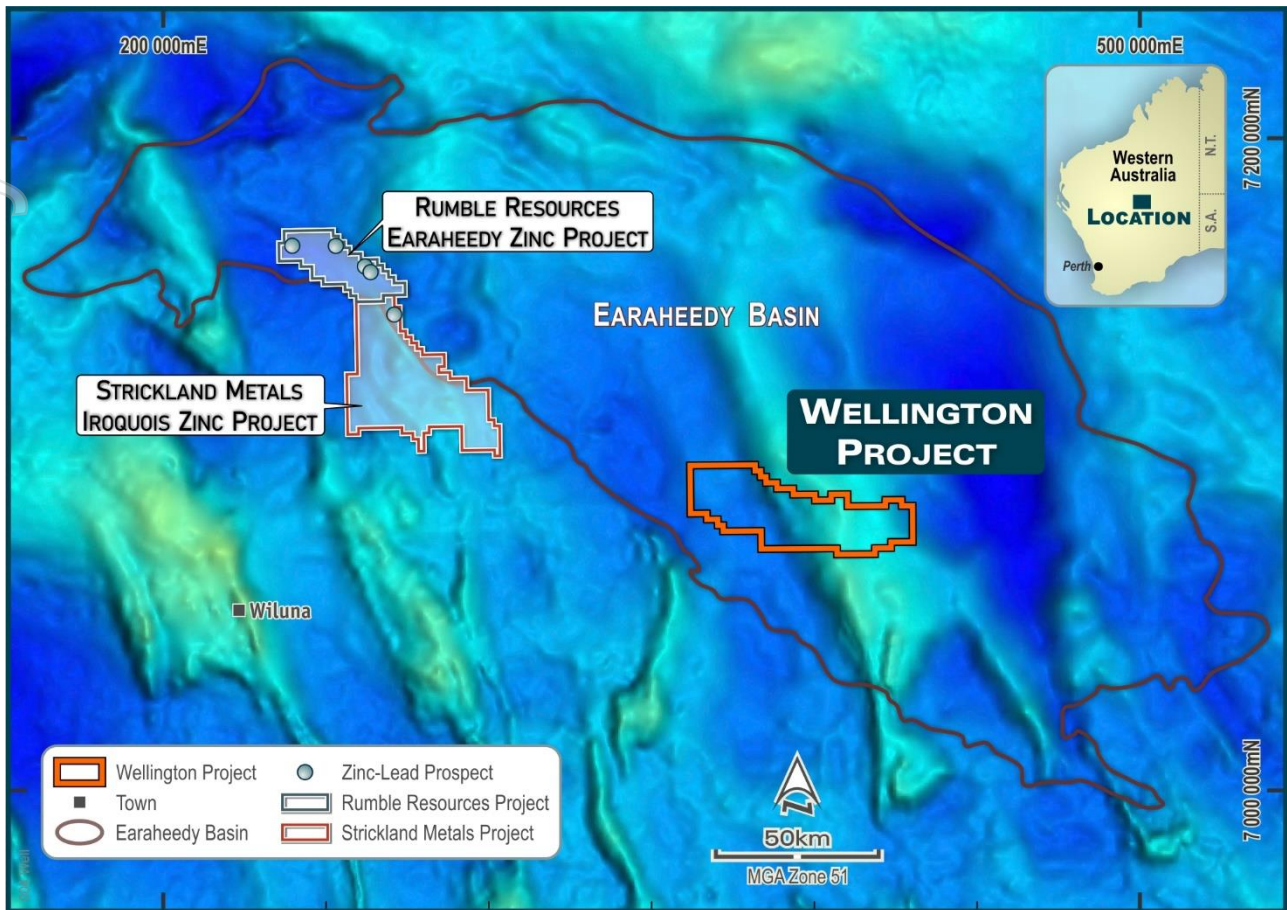 200 000mE
500 000mE
7 200 000mN
Western
Australia
N.T.
LOCATION
S.A.
Perth
RUMBLE RESOURCES
EARAHEEDY ZINC PROJECT
EARAHEEDY BASIN
STRICKLAND METALS
IROQUOIS ZINC PROJECT
WELLINGTON
PROJECT
Wiluna
Wellington Project
Zinc-Lead Prospect
Town
Rumble Resources Project
Earaheedy Basin
Strickland Metals Project
N
50km
MGA Zone 51
7 000 000mN